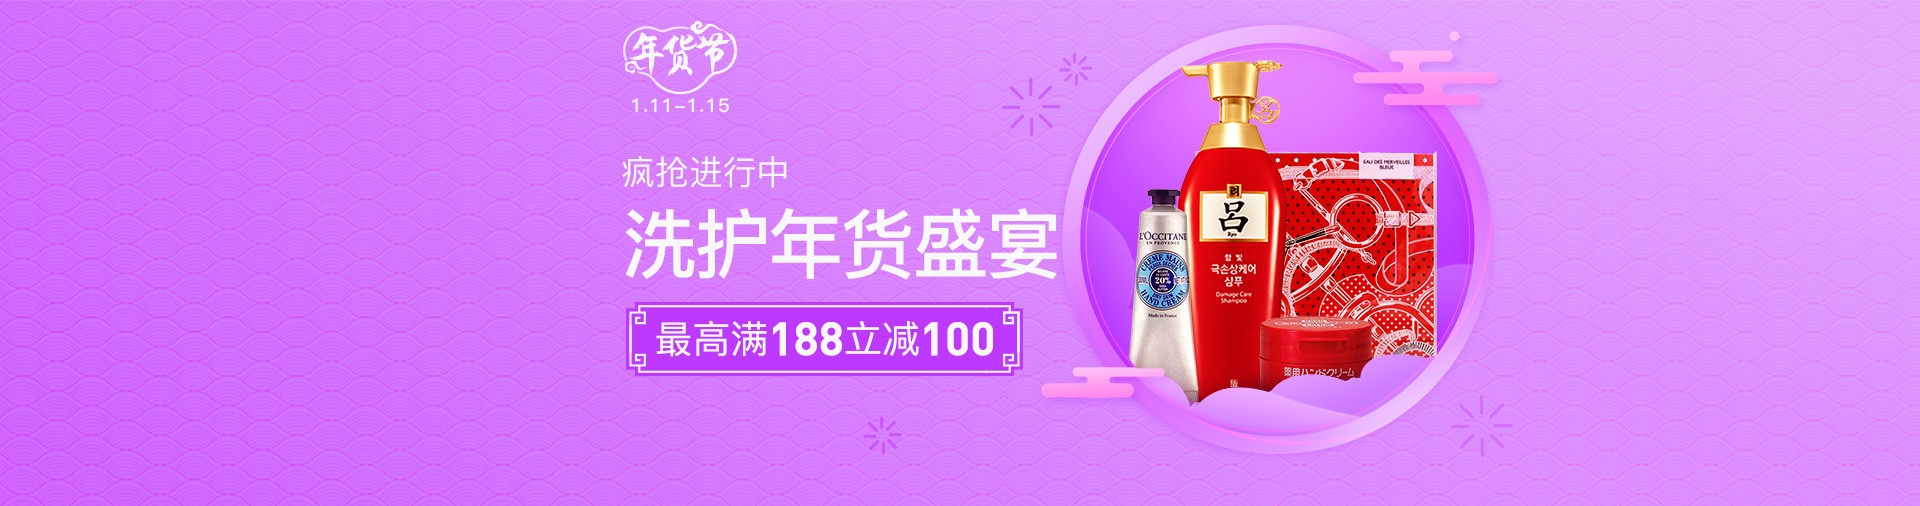 年货节
1.11-1.15
疯抢进行中
洗护年货盛宴
最高满188立减100
EAU DES MERVEILLES
BLEUE
呂
Ryo
함빛
극손상케어
샴푸
Damage Care
Shampoo
L'OCCITANE
EN PROVENCE
CRÈME MAINS
20%
HAND CREAM
Made in France
薬用ハンドクリーム